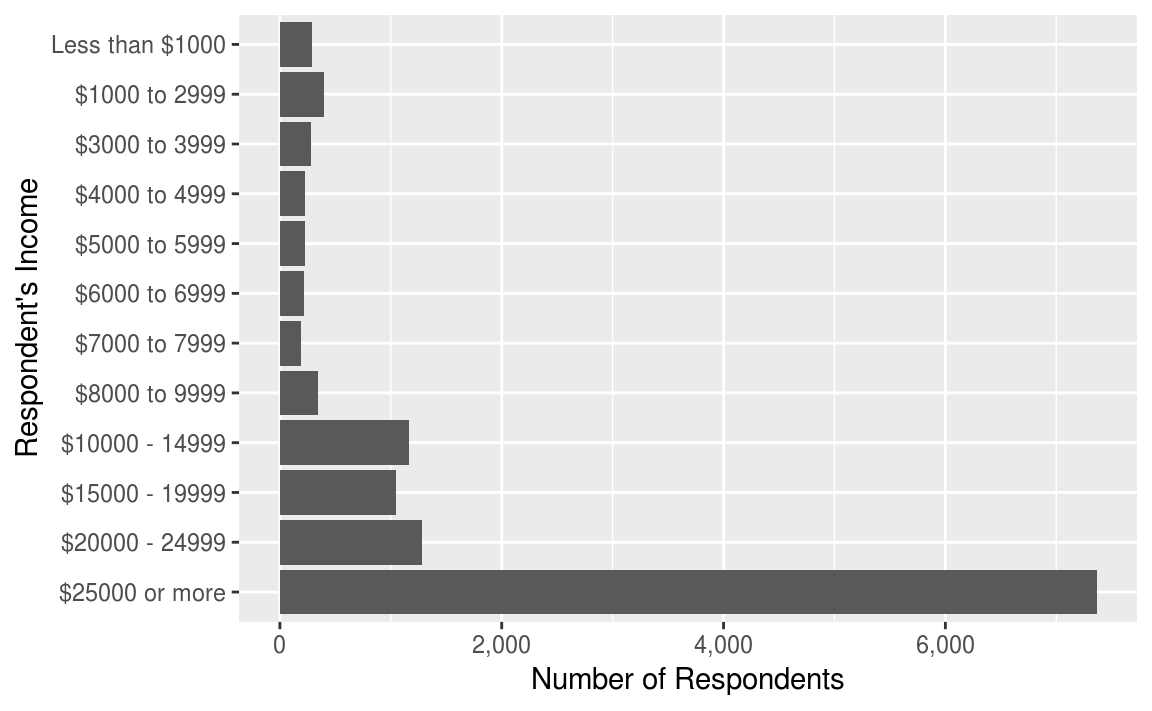 Less than $1000
$1000 to 2999
$3000 to 3999
$4000 to 4999
$5000 to 5999
$6000 to 6999
$7000 to 7999
$8000 to 9999
$10000 - 14999
$15000 - 19999
$20000 - 24999
$25000 or more
Respondent's Income
0
2,000
4,000
6,000
Number of Respondents